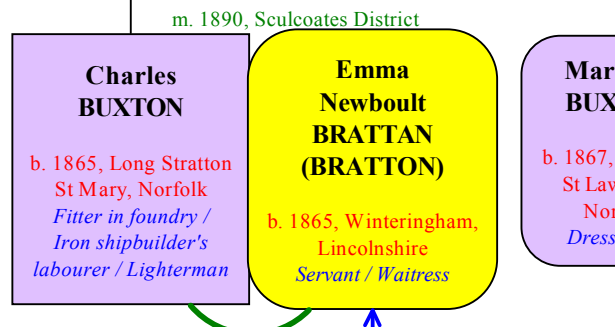 m. 1890, Sculcoates District
Charles
BUXTON
b. 1865, Long Stratton
St Mary, Norfolk
Fitter in foundry /
Iron shipbuilder's
labourer / Lighterman
Emma
Newboult
BRATTAN
(BRATTON)
b. 1865, Winteringham,
Lincolnshire
Servant / Waitress
Mar
BUX
b. 1867,
St Law
Nor
Dress